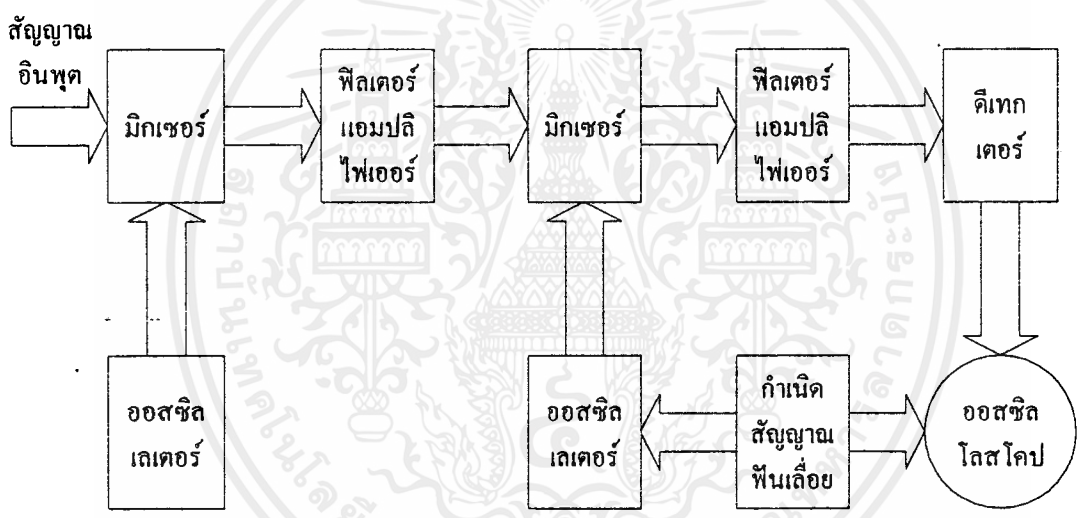 สัญญาณ
อินพุต
มิกเซอร์
ฟิลเตอร์
แอมปลิ
ไฟเออร์
มิกเซอร์
ฟิลเตอร์
แอมปลิ
ไฟเออร์
ดีเทก
เตอร์
ออสซิล
เลเตอร์
ออสซิล
เลเตอร์
กำเนิด
สัญญาณ
ฟันเลื่อย
ออสซิล
โลสโคป